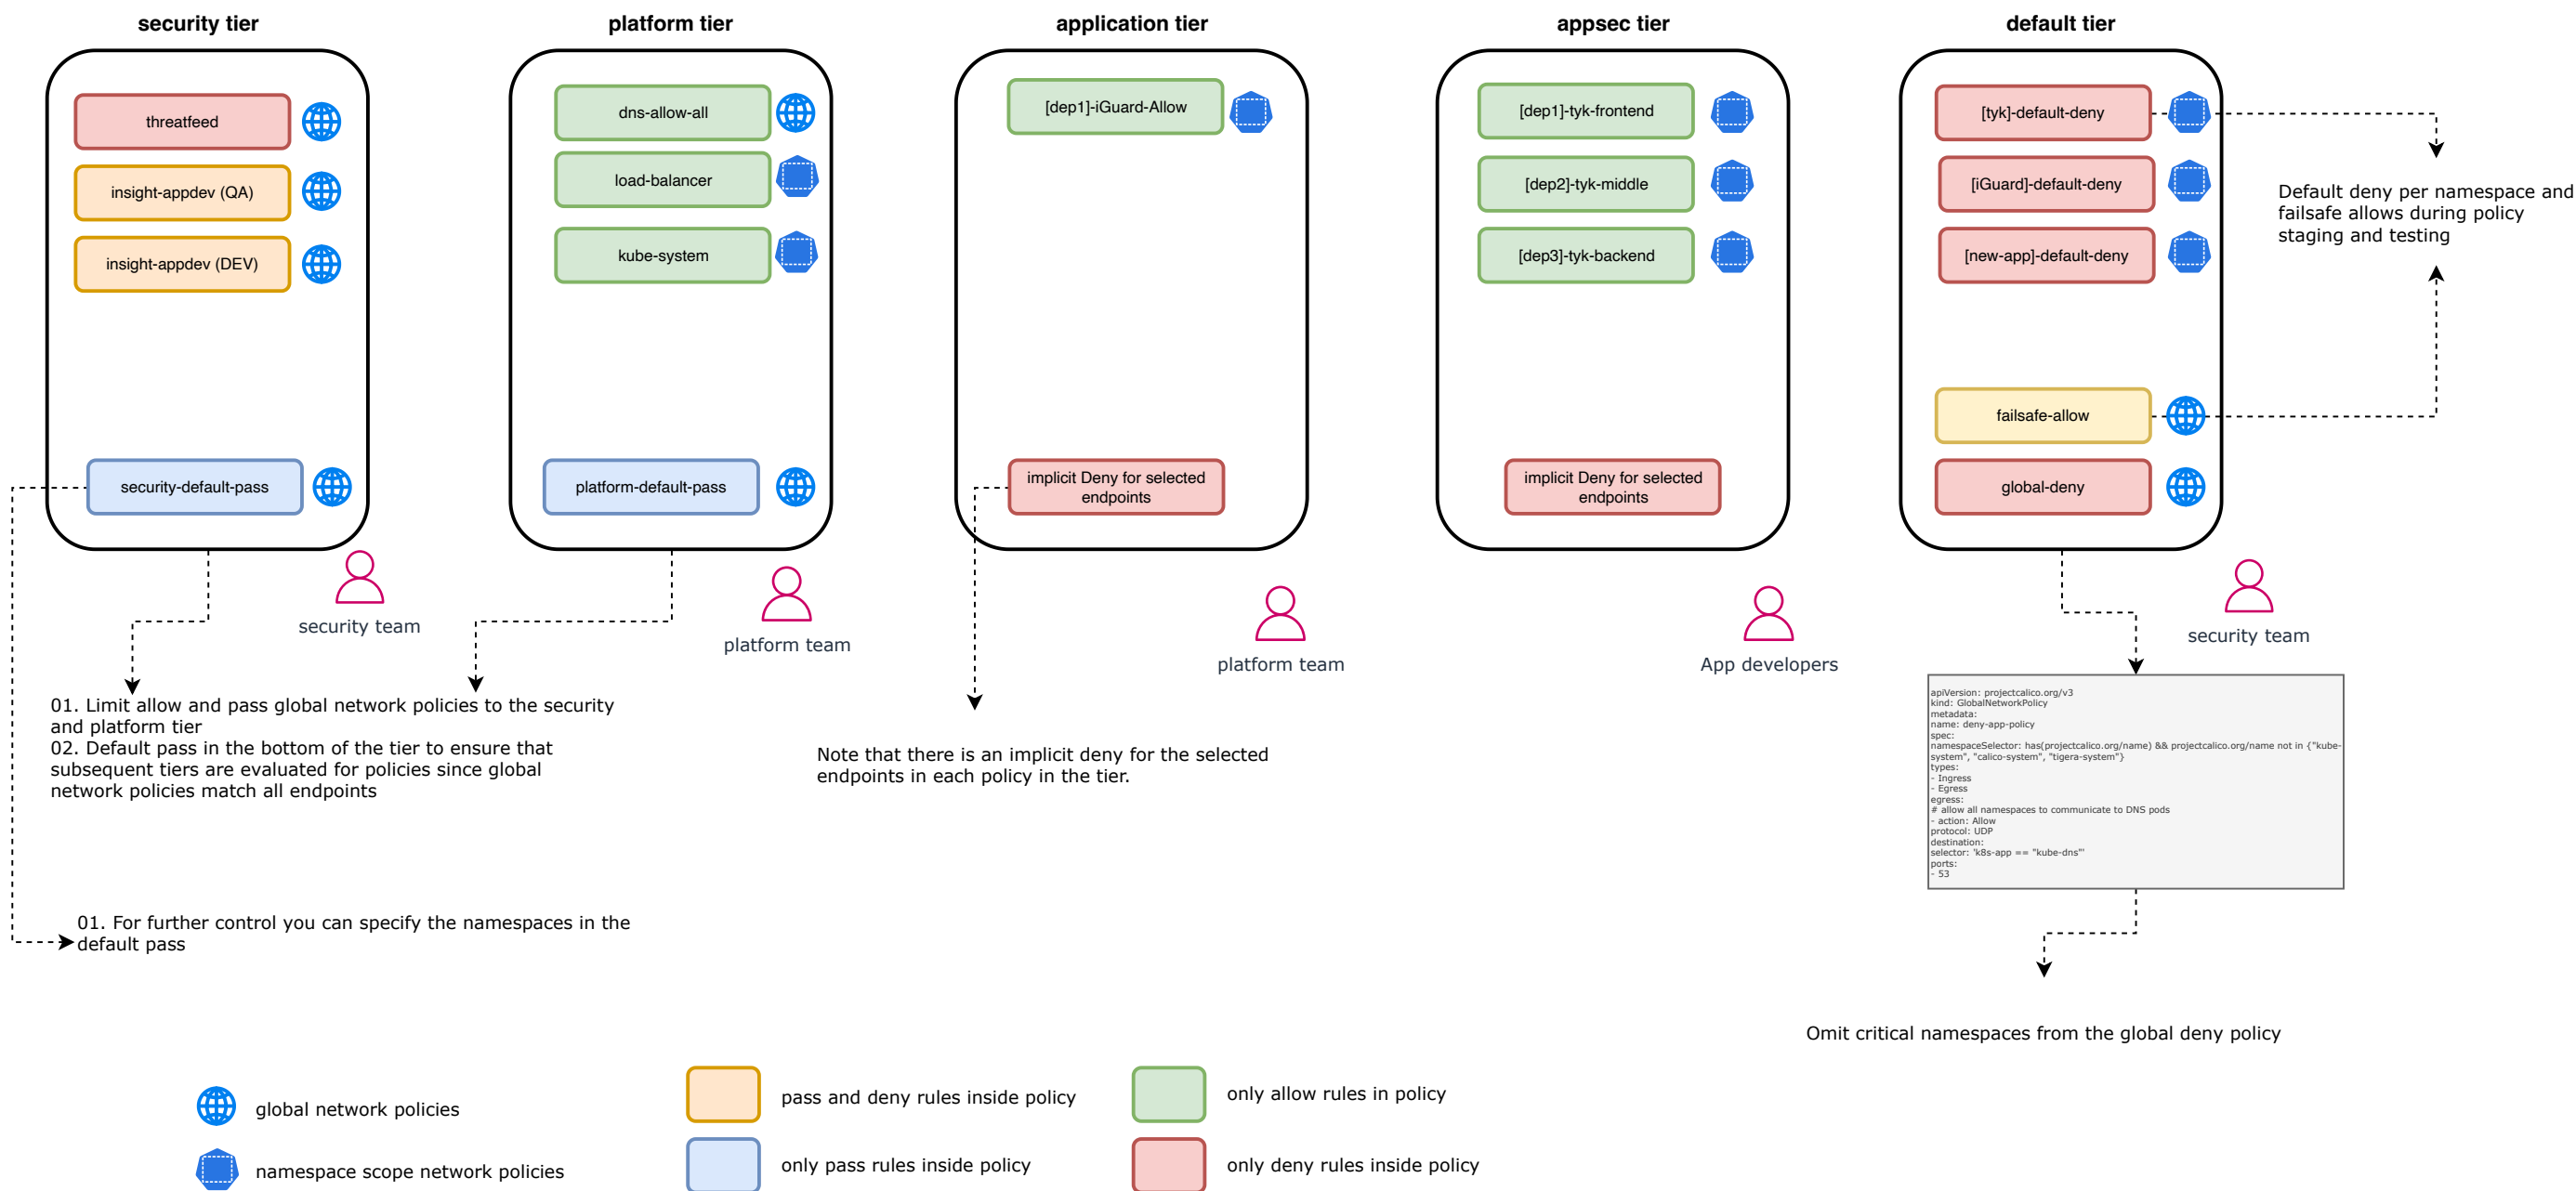 security tier
platform tier
application tier
appsec tier
default tier
threatfeed
insight-appdev (QA)
insight-appdev (DEV)
security-default-pass
dns-allow-all
load-balancer
kube-system
platform-default-pass
[dep1]-iGuard-Allow
implicit Deny for selected
endpoints
[dep1]-tyk-frontend
[dep2]-tyk-middle
[dep3]-tyk-backend
implicit Deny for selected
endpoints
[tyk]-default-deny
[iGuard]-default-deny
[new-app]-default-deny
failsafe-allow
global-deny
Default deny per namespace and
failsafe allows during policy
staging and testing
security team
platform team
platform team
App developers
security team
01. Limit allow and pass global network policies to the security
and platform tier
02. Default pass in the bottom of the tier to ensure that
subsequent tiers are evaluated for policies since global
network policies match all endpoints
Note that there is an implicit deny for the selected
endpoints in each policy in the tier.
apiVersion: projectcalico.org/v3
kind: GlobalNetworkPolicy
metadata:
name: deny-app-policy
spec:
namespaceSelector: has(projectcalico.org/name) && projectcalico.org/name not in {"kube-
system", "calico-system", "tigera-system"}
types:
- Ingress
- Egress
egress:
# allow all namespaces to communicate to DNS pods
- action: Allow
protocol: UDP
destination:
selector: 'k8s-app == "kube-dns"'
ports:
- 53
01. For further control you can specify the namespaces in the
default pass
Omit critical namespaces from the global deny policy
global network policies
pass and deny rules inside policy
only allow rules in policy
namespace scope network policies
only pass rules inside policy
only deny rules inside policy